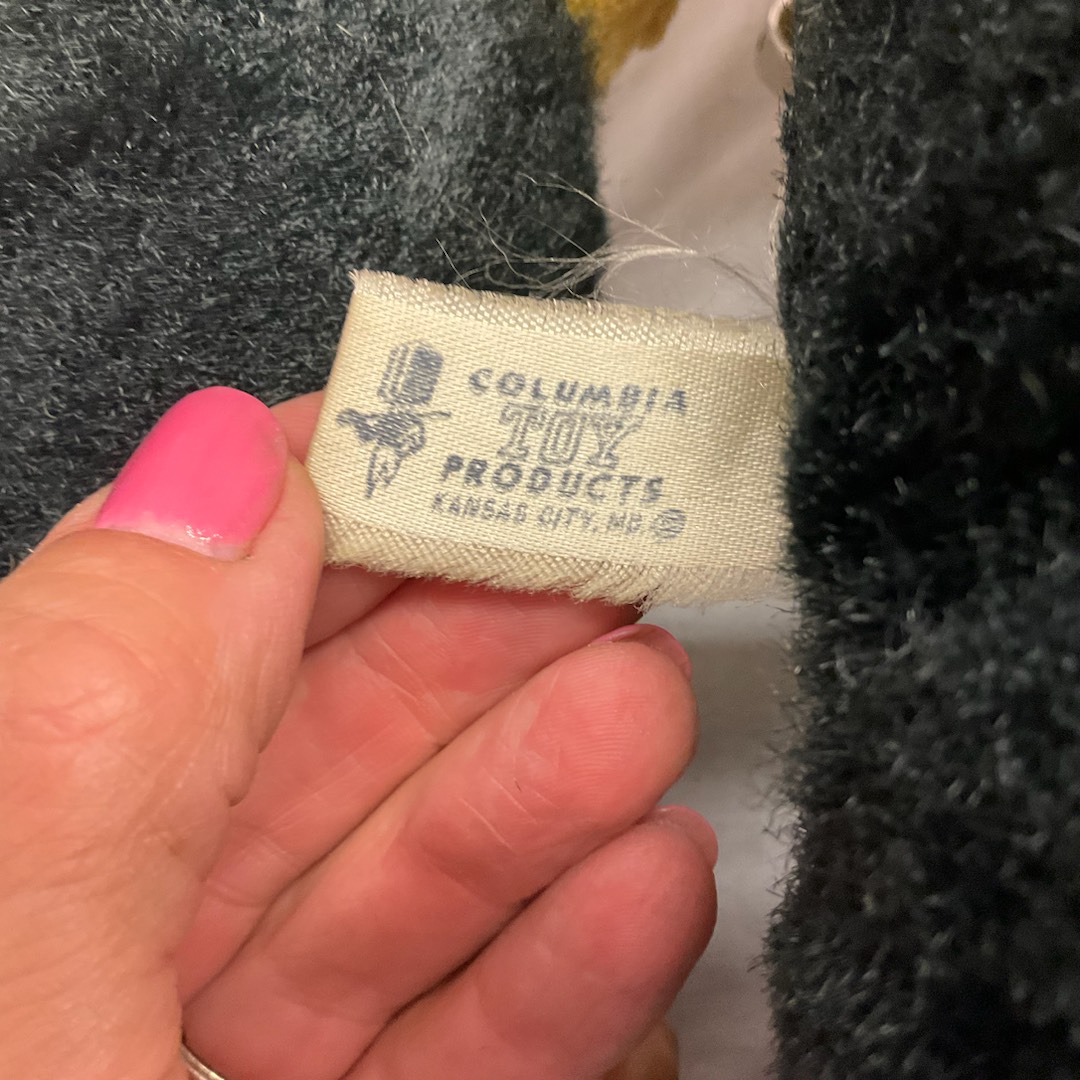 COLUMBIA
TOY
PRODUCTS
KANSAS CITY, MO